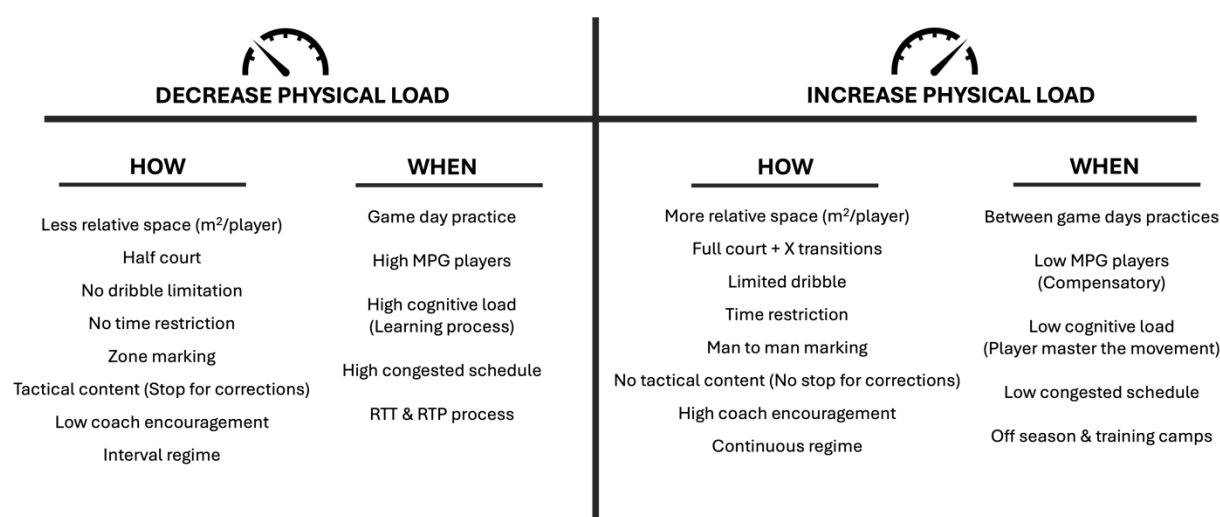 DECREASE PHYSICAL LOAD
HOW
Less relative space (m²/player)
Half court
No dribble limitation
No time restriction
Zone marking
Tactical content (Stop for corrections)
Low coach encouragement
Interval regime
WHEN
Game day practice
High MPG players
High cognitive load
(Learning process)
High congested schedule
RTT & RTP process
INCREASE PHYSICAL LOAD
HOW
More relative space (m²/player)
Full court + X transitions
Limited dribble
Time restriction
Man to man marking
No tactical content (No stop for corrections)
High coach encouragement
Continuous regime
WHEN
Between game days practices
Low MPG players
(Compensatory)
Low cognitive load
(Player master the movement)
Low congested schedule
Off season & training camps